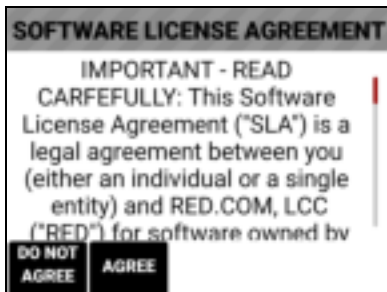 SOFTWARE LICENSE AGREEMENT
IMPORTANT - READ
CARFEFULLY: This Software
License Agreement ("SLA") is a
legal agreement between you
(either an individual or a single
entity) and RED.COM, LCC
("RED") for software owned by
DO NOT
AGREE
AGREE